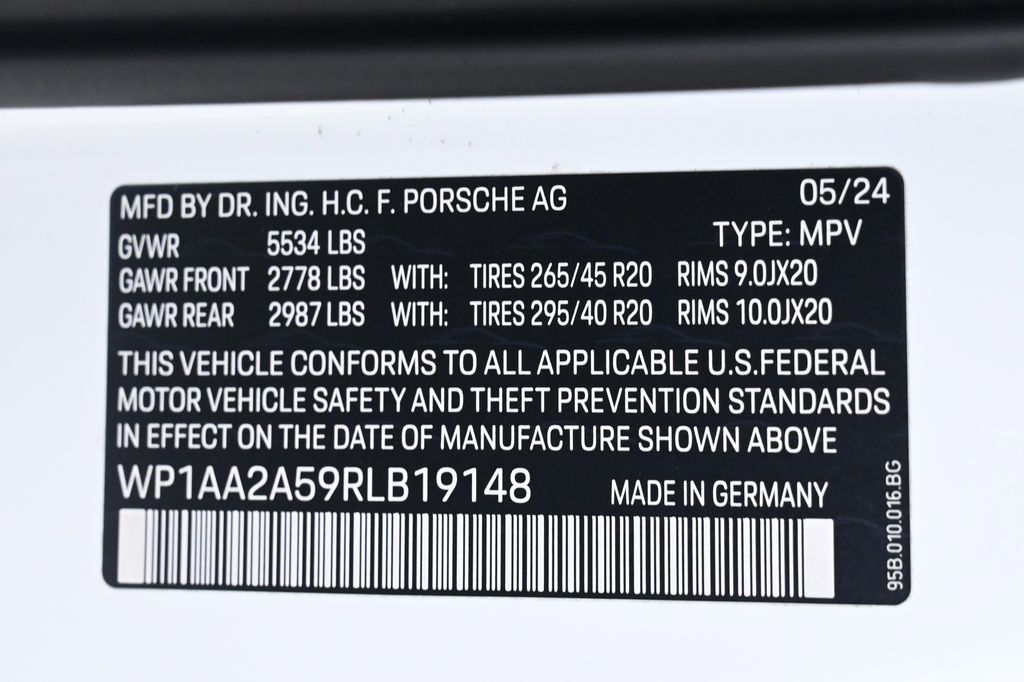 MFD BY DR. ING. H.C. F. PORSCHE AG 05/24
GVWR 5534 LBS TYPE: MPV
GAWR FRONT 2778 LBS WITH: TIRES 265/45 R20 RIMS 9.0JX20
GAWR REAR 2987 LBS WITH: TIRES 295/40 R20 RIMS 10.0JX20
THIS VEHICLE CONFORMS TO ALL APPLICABLE U.S.FEDERAL
MOTOR VEHICLE SAFETY AND THEFT PREVENTION STANDARDS
IN EFFECT ON THE DATE OF MANUFACTURE SHOWN ABOVE
WP1AA2A59RLB19148 MADE IN GERMANY
95B.010.016.BG